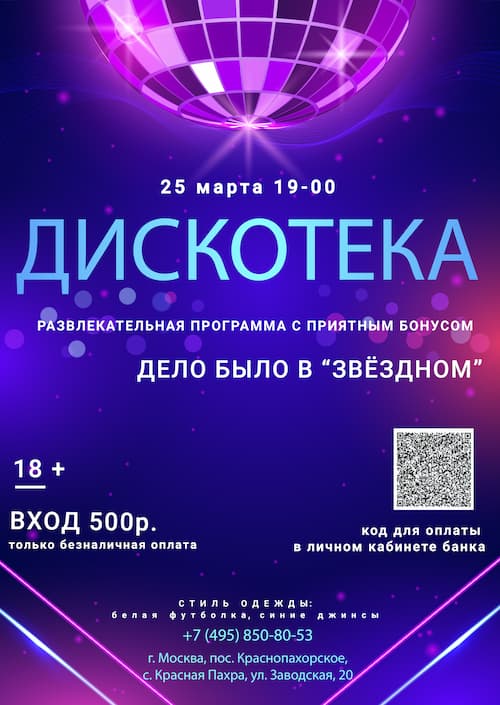 25 марта 19-00
ДИСКОТЕКА
РАЗВЛЕКАТЕЛЬНАЯ ПРОГРАММА С ПРИЯТНЫМ БОНУСОМ
ДЕЛО БЫЛО В “ЗВЁЗДНОМ”
18 +
ВХОД 500р.
только безналичная оплата
код для оплаты
в личном кабинете банка
СТИЛЬ ОДЕЖДЫ:
белая футболка, синие джинсы
+7 (495) 850-80-53
г. Москва, пос. Краснопахорское,
с. Красная Пахра, ул. Заводская, 20